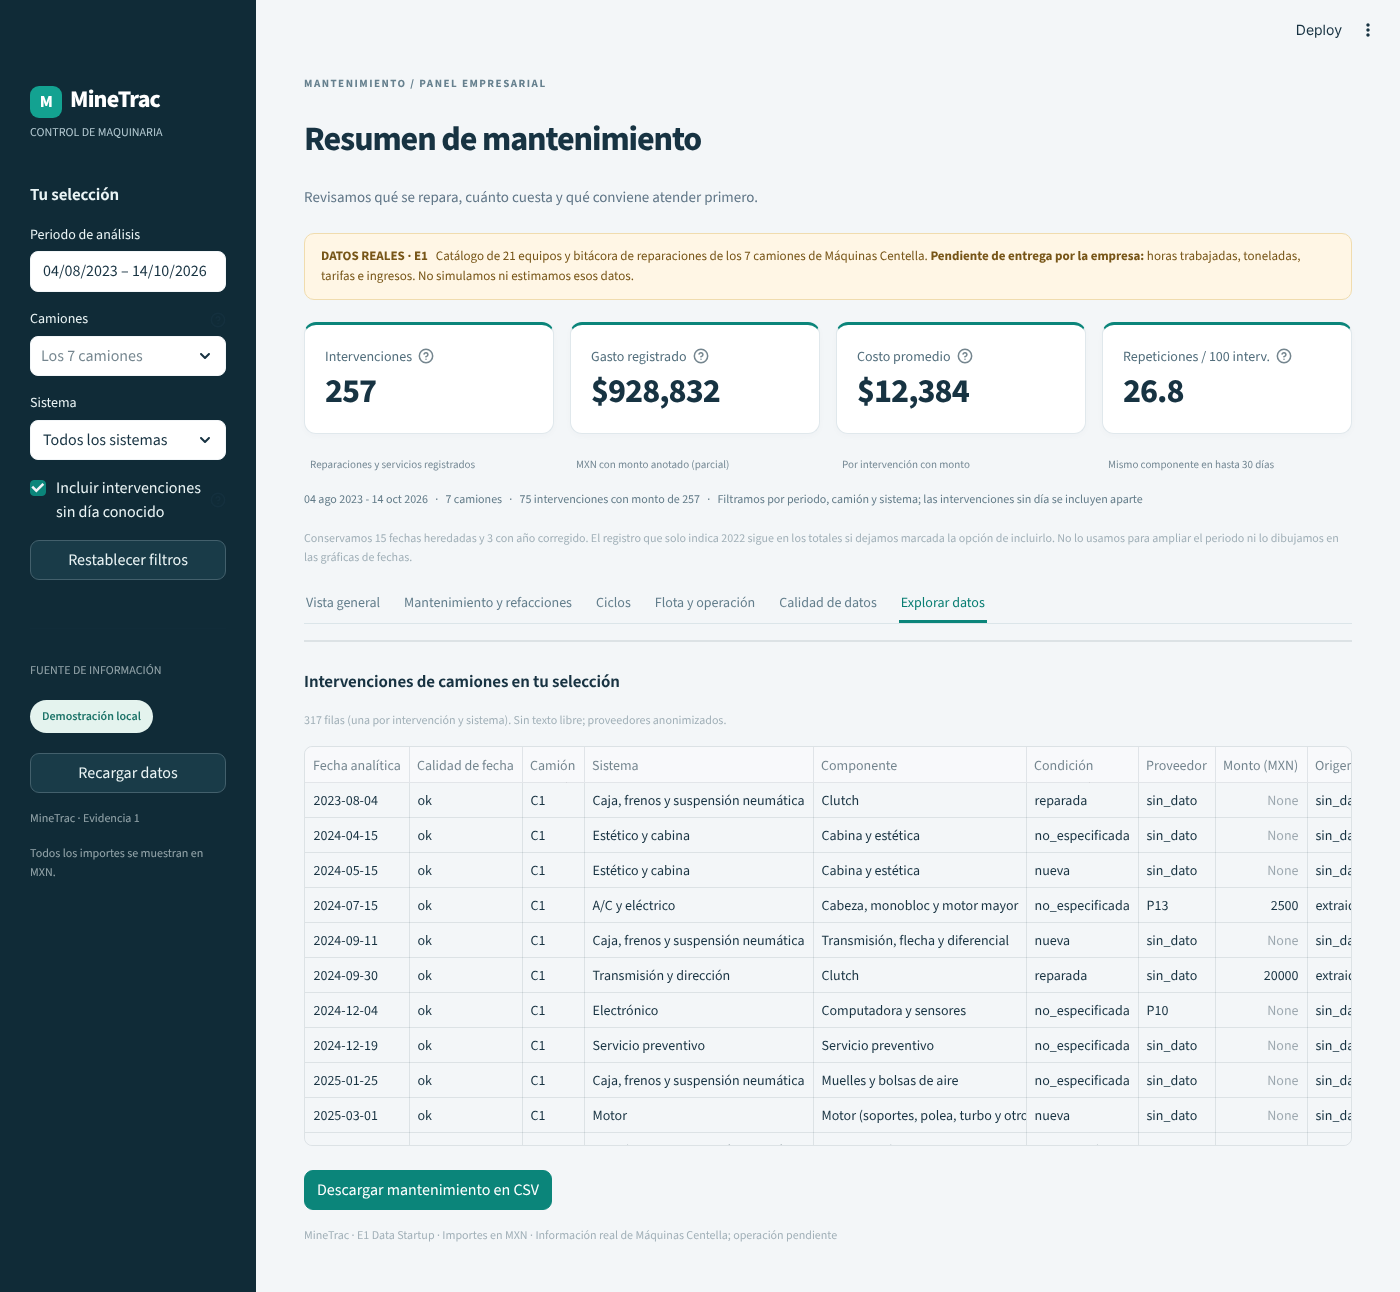 Deploy
M MineTrac
CONTROL DE MAQUINARIA
Tu selección
Periodo de análisis
04/08/2023 – 14/10/2026
Camiones
Los 7 camiones
Sistema
Todos los sistemas
Incluir intervenciones
sin día conocido
Restablecer filtros
FUENTE DE INFORMACIÓN
Demostración local
Recargar datos
MineTrac · Evidencia 1
Todos los importes se muestran en
MXN.
MANTENIMIENTO / PANEL EMPRESARIAL
Resumen de mantenimiento
Revisamos qué se repara, cuánto cuesta y qué conviene atender primero.
DATOS REALES · E1 Catálogo de 21 equipos y bitácora de reparaciones de los 7 camiones de Máquinas Centella. Pendiente de entrega por la empresa: horas trabajadas, toneladas,
tarifas e ingresos. No simulamos ni estimamos esos datos.
Intervenciones
257
Reparaciones y servicios registrados
Gasto registrado
$928,832
MXN con monto anotado (parcial)
Costo promedio
$12,384
Por intervención con monto
Repeticiones / 100 interv.
26.8
Mismo componente en hasta 30 días
04 ago 2023 - 14 oct 2026 · 7 camiones · 75 intervenciones con monto de 257 · Filtramos por periodo, camión y sistema; las intervenciones sin día se incluyen aparte
Conservamos 15 fechas heredadas y 3 con año corregido. El registro que solo indica 2022 sigue en los totales si dejamos marcada la opción de incluirlo. No lo usamos para ampliar el periodo ni lo dibujamos en
las gráficas de fechas.
Vista general Mantenimiento y refacciones Ciclos Flota y operación Calidad de datos Explorar datos
Intervenciones de camiones en tu selección
317 filas (una por intervención y sistema). Sin texto libre; proveedores anonimizados.
Fecha analítica Calidad de fecha Camión Sistema Componente Condición Proveedor Monto (MXN) Origer
2023-08-04 ok C1 Caja, frenos y suspensión neumática Clutch reparada sin_dato None sin_da
2024-04-15 ok C1 Estético y cabina Cabina y estética no_especificada sin_dato None sin_da
2024-05-15 ok C1 Estético y cabina Cabina y estética nueva sin_dato None sin_da
2024-07-15 ok C1 A/C y eléctrico Cabeza, monobloc y motor mayor no_especificada P13 2500 extraic
2024-09-11 ok C1 Caja, frenos y suspensión neumática Transmisión, flecha y diferencial nueva sin_dato None sin_da
2024-09-30 ok C1 Transmisión y dirección Clutch reparada sin_dato 20000 extraic
2024-12-04 ok C1 Electrónico Computadora y sensores no_especificada P10 None sin_da
2024-12-19 ok C1 Servicio preventivo Servicio preventivo no_especificada sin_dato None sin_da
2025-01-25 ok C1 Caja, frenos y suspensión neumática Muelles y bolsas de aire no_especificada sin_dato None sin_da
2025-03-01 ok C1 Motor Motor (soportes, polea, turbo y otro nueva sin_dato None sin_da
Descargar mantenimiento en CSV
MineTrac · E1 Data Startup · Importes en MXN · Información real de Máquinas Centella; operación pendiente